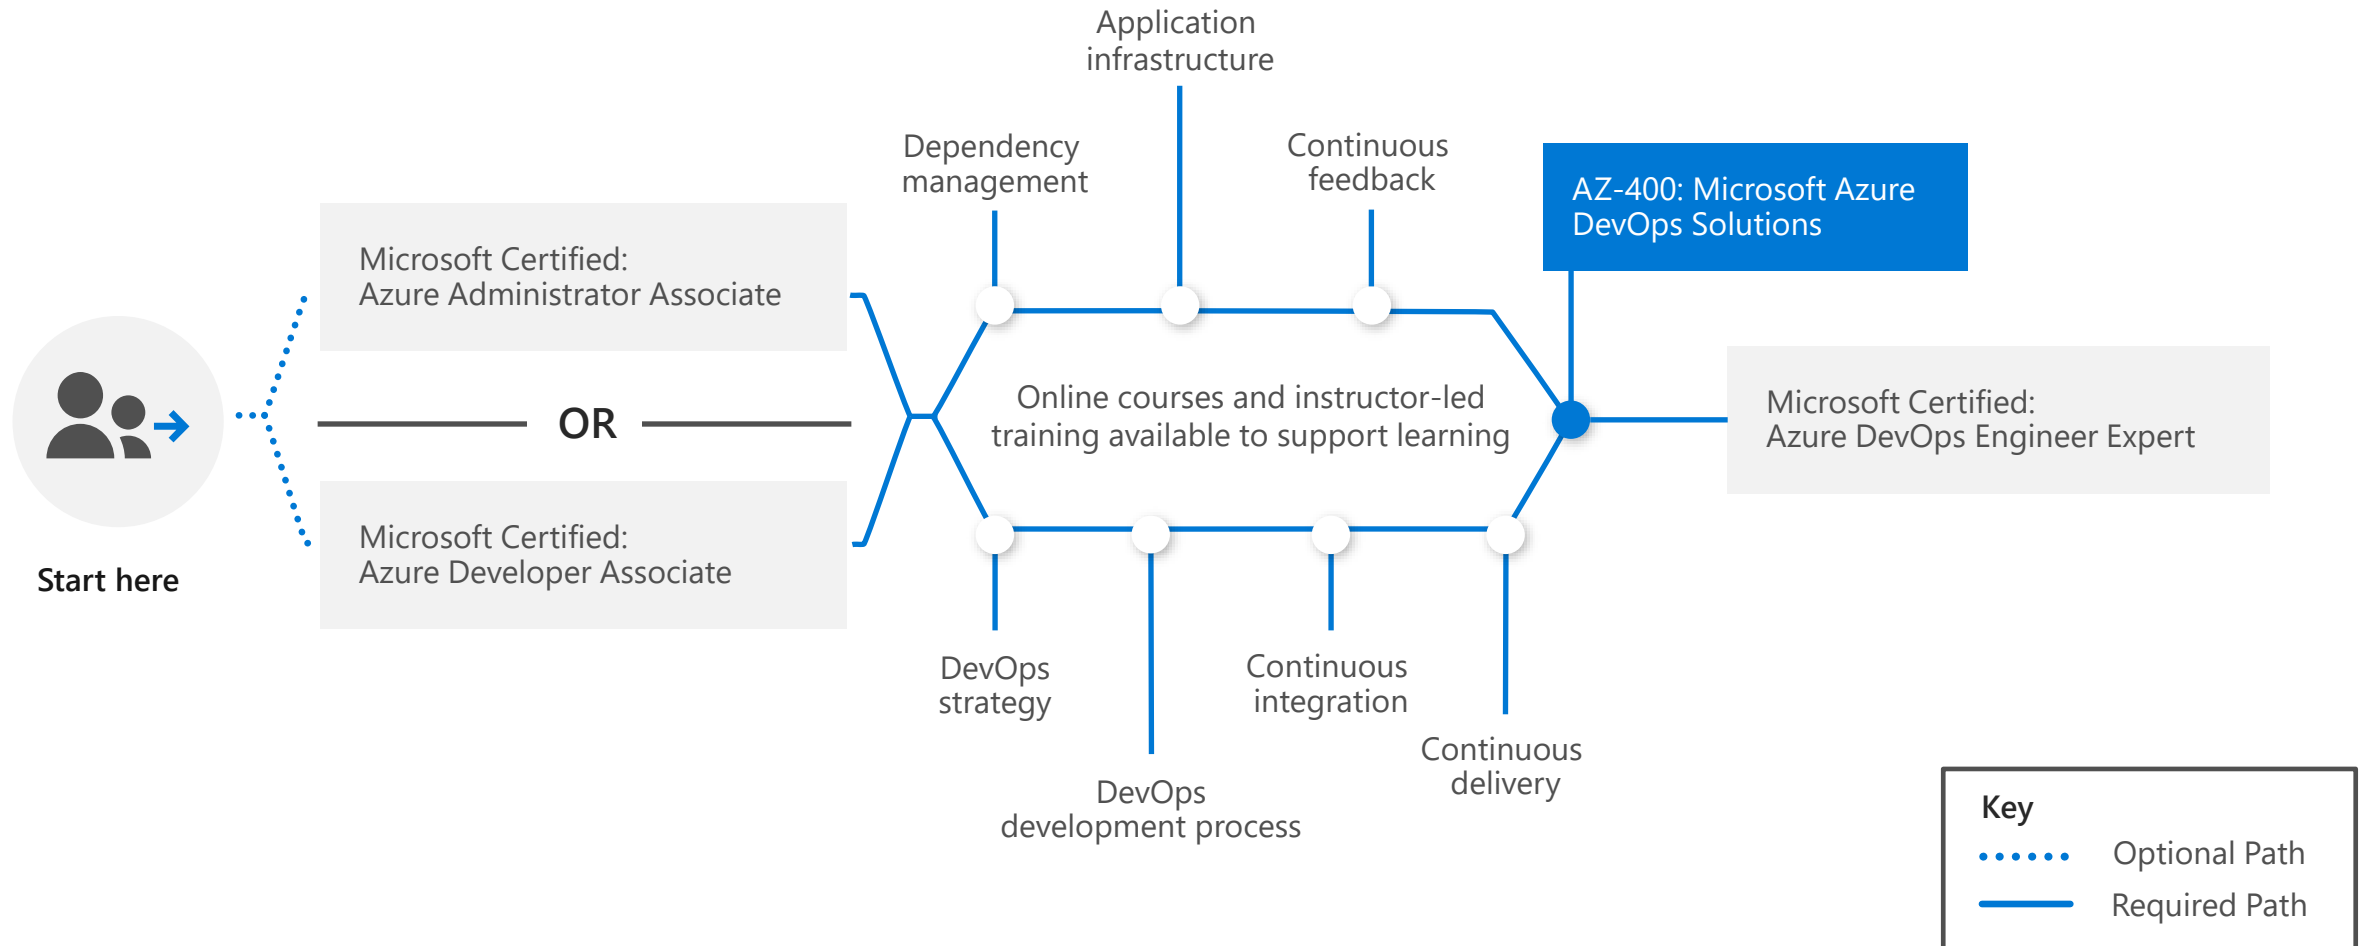 Start here
Microsoft Certified:
Azure Administrator Associate
OR
Microsoft Certified:
Azure Developer Associate
Dependency
management
Application
infrastructure
Continuous
feedback
Online courses and instructor-led
training available to support learning
DevOps
strategy
DevOps
development process
Continuous
integration
Continuous
delivery
AZ-400: Microsoft Azure
DevOps Solutions
Microsoft Certified:
Azure DevOps Engineer Expert
Key
Optional Path
Required Path